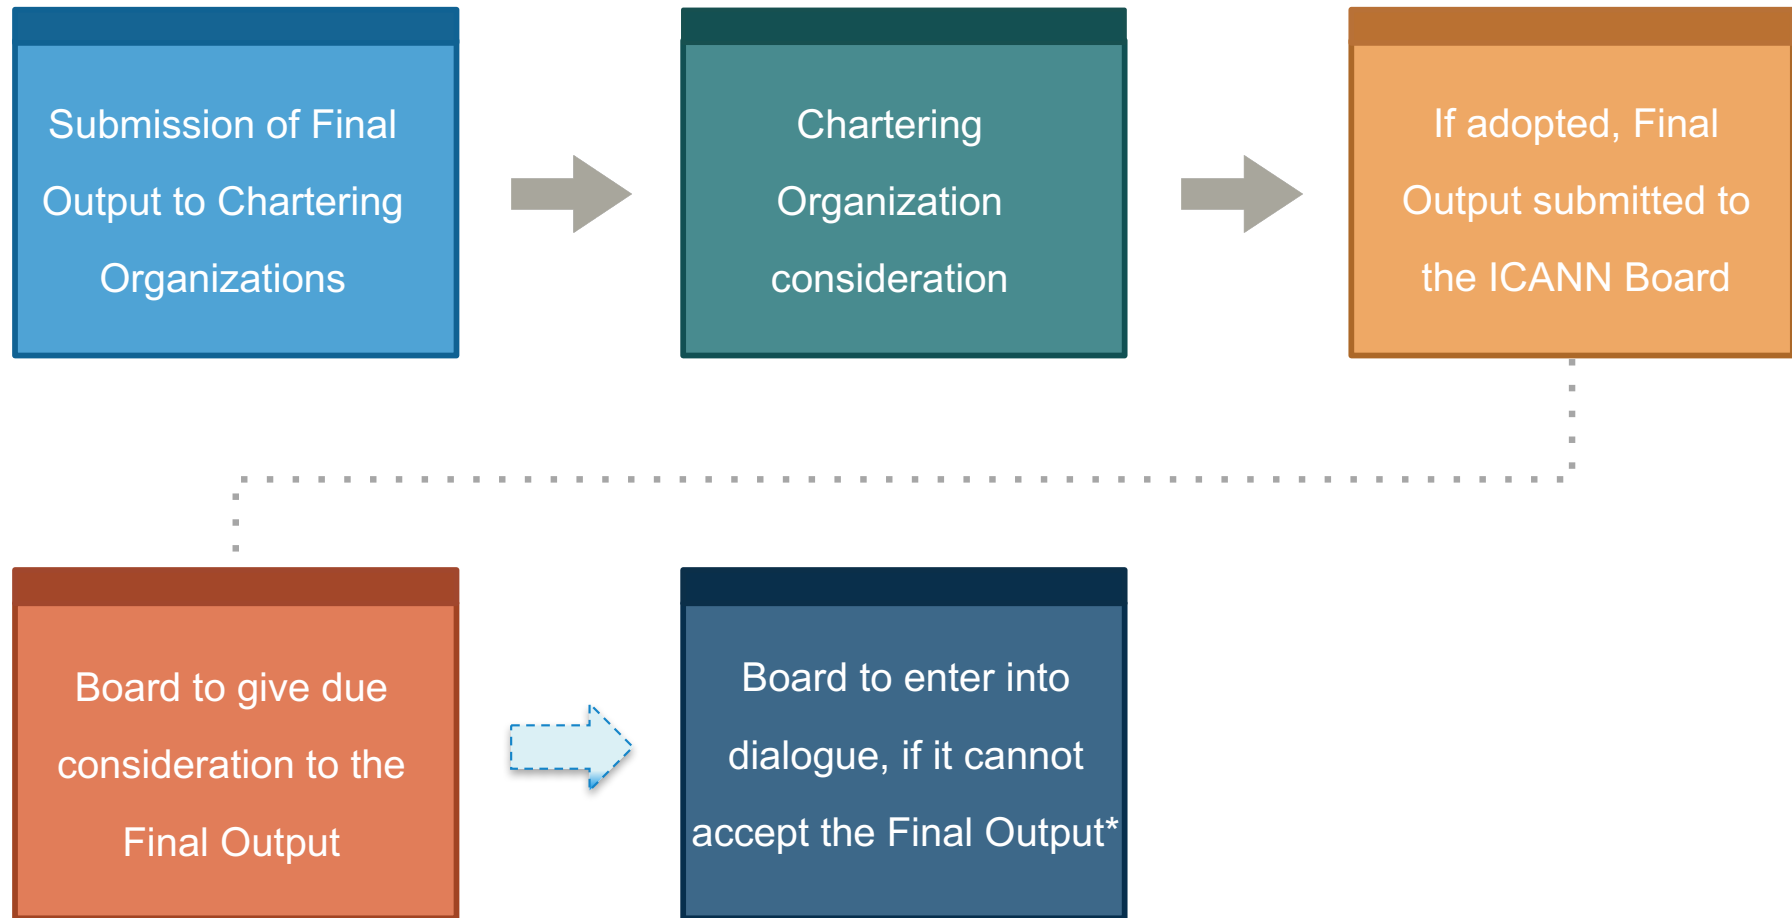 Submission of Final
Output to Chartering
Organizations
Chartering
Organization
consideration
If adopted, Final
Output submitted to
the ICANN Board
Board to give due
consideration to the
Final Output
Board to enter into
dialogue, if it cannot
accept the Final Output*